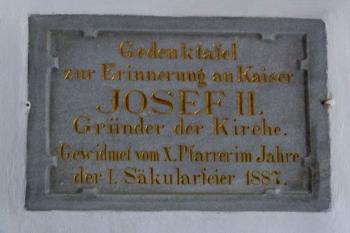 Gedenktafel
zur Erinnerung an Kaiser
JOSEF II.
Gründer der Kirche.
Gewidmet vom X. Pfarrer im Jahre
der I. Säkularfeier 1887.